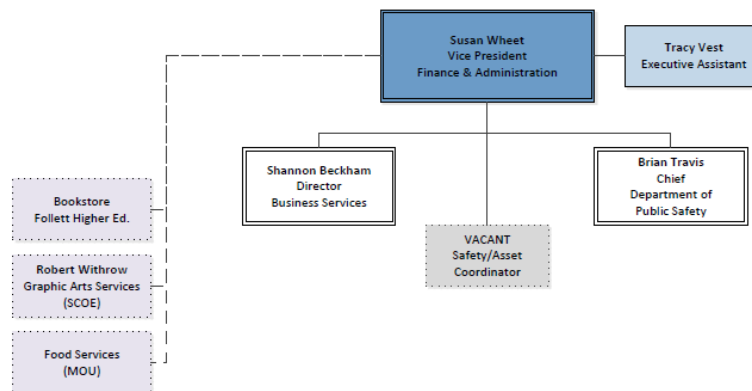 Susan Wheet
Vice President
Finance & Administration
Tracy Vest
Executive Assistant
Shannon Beckham
Director
Business Services
Brian Travis
Chief
Department of
Public Safety
VACANT
Safety/Asset
Coordinator
Bookstore
Follett Higher Ed.
Robert Withrow
Graphic Arts Services
(SCOE)
Food Services
(MOU)